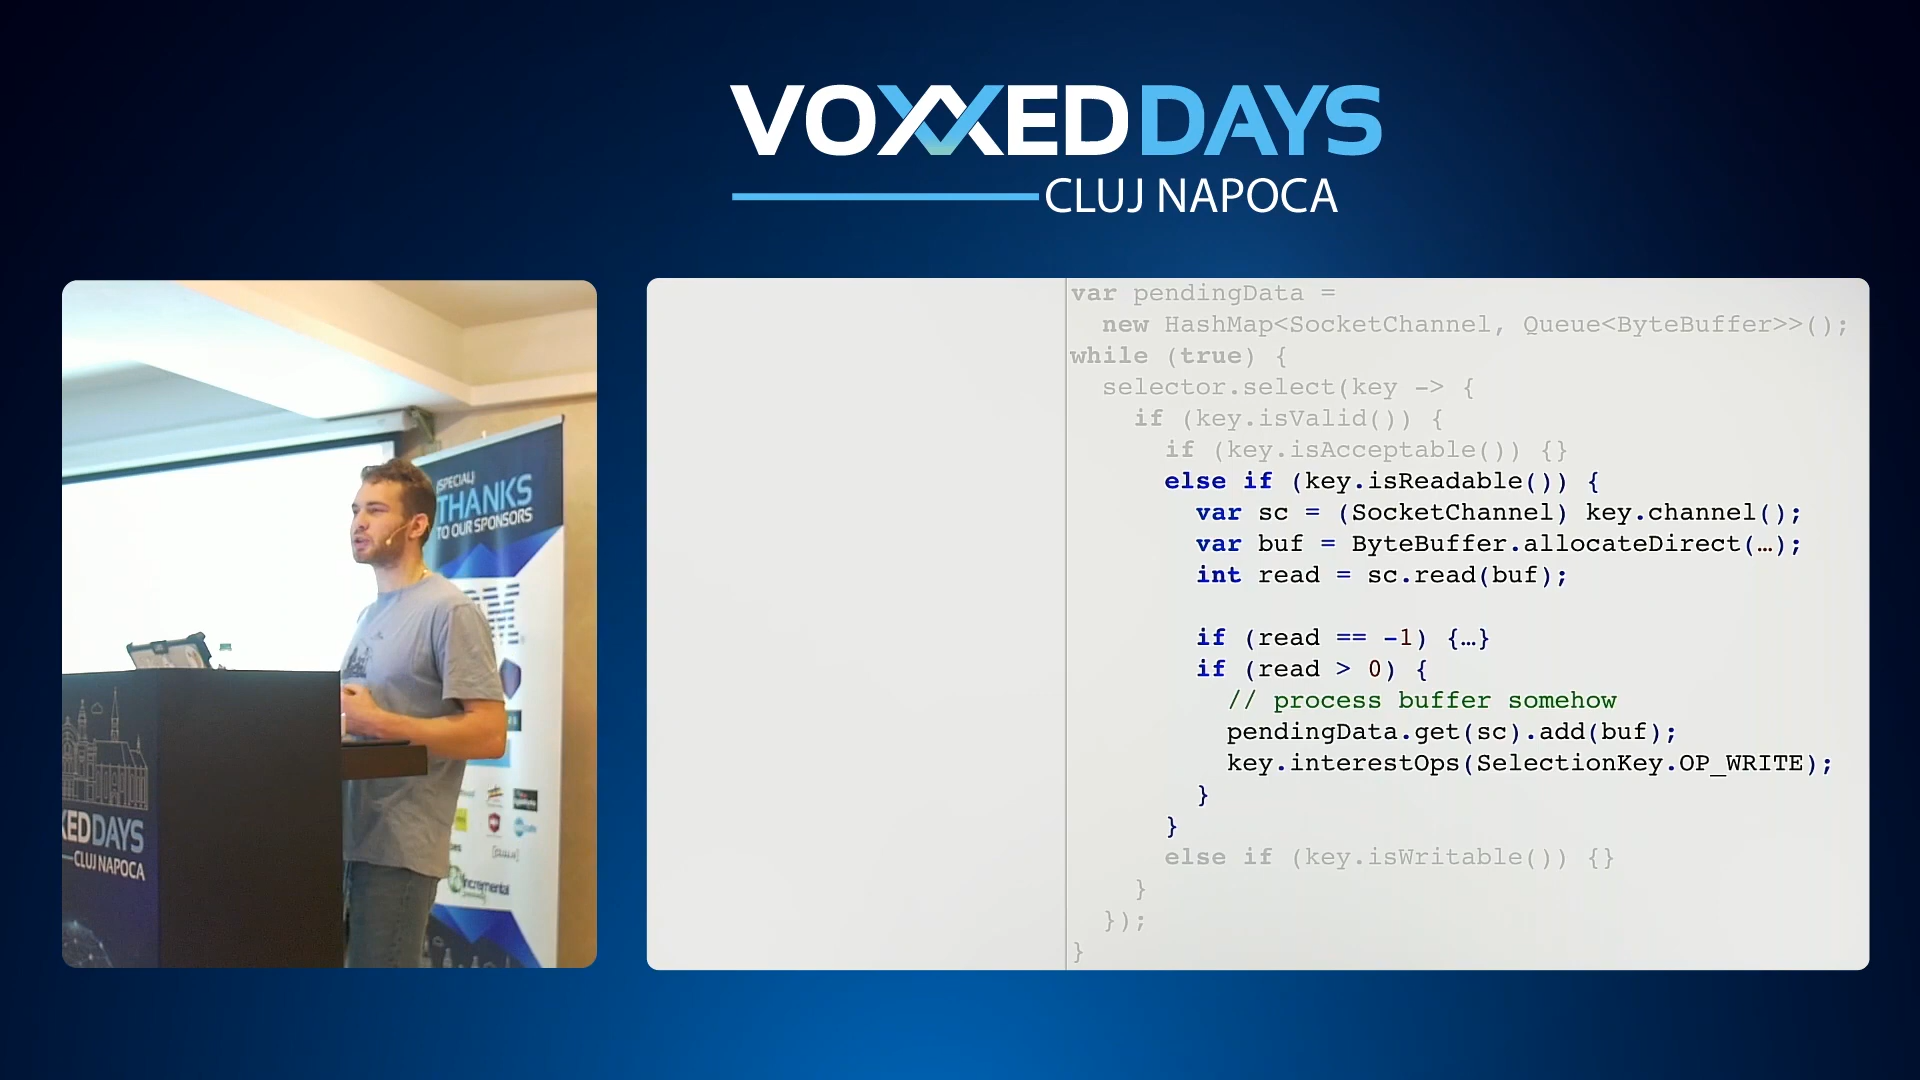 VOXXEDDAYS
CLUJ NAPOCA
(SPECIAL)
THANKS
TO OUR SPONSORS
XEDDAYS
CLUJ NAPOCA
incremental
var pendingData =
  new HashMap<SocketChannel, Queue<ByteBuffer>>();
while (true) {
  selector.select(key -> {
    if (key.isValid()) {
      if (key.isAcceptable()) {}
      else if (key.isReadable()) {
        var sc = (SocketChannel) key.channel();
        var buf = ByteBuffer.allocateDirect(…);
        int read = sc.read(buf);
        if (read == -1) {…}
        if (read > 0) {
          // process buffer somehow
          pendingData.get(sc).add(buf);
          key.interestOps(SelectionKey.OP_WRITE);
        }
      }
      else if (key.isWritable()) {}
    }
  });
}